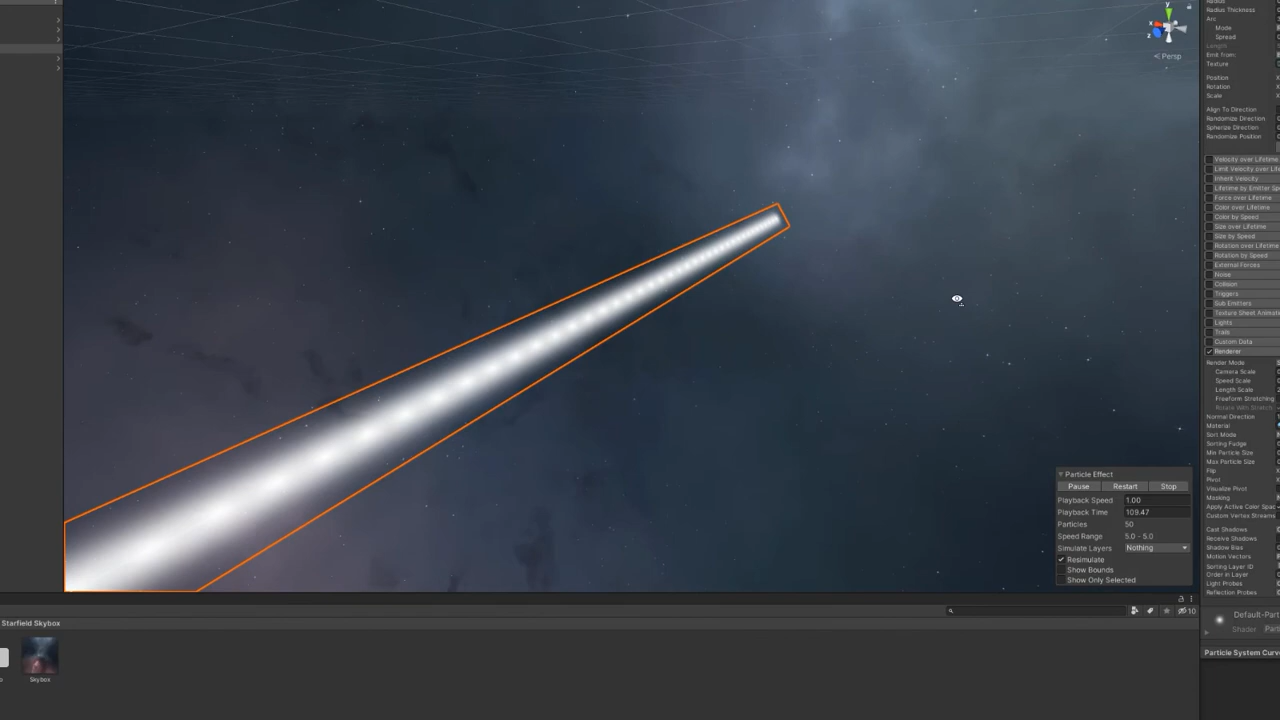 y
x
z
< Persp
Radius
Radius Thickness
Arc
Mode
Spread
Length
Emit from:
Texture
Position X
Rotation X
Scale X
Align To Direction
Randomize Direction
Spherize Direction
Randomize Position
Velocity over Lifetime
Limit Velocity over Life
Inherit Velocity
Lifetime by Emitter Sp
Force over Lifetime
Color over Lifetime
Color by Speed
Size over Lifetime
Size by Speed
Rotation over Lifetime
Rotation by Speed
External Forces
Noise
Collision
Triggers
Sub Emitters
Texture Sheet Animati
Lights
Trails
Custom Data
Renderer
Render Mode
Camera Scale
Speed Scale
Length Scale
Freeform Stretching
Rotate With Stretch
Normal Direction
Material
Sort Mode
Sorting Fudge
Min Particle Size
Max Particle Size
Flip
Pivot
Visualize Pivot
Masking
Apply Active Color Spac
Custom Vertex Streams
Cast Shadows
Receive Shadows
Shadow Bias
Motion Vectors
Sorting Layer ID
Order in Layer
Light Probes
Reflection Probes
Default-Part
Shader Parti
Particle System Curve
Particle Effect
Pause Restart Stop
Playback Speed 1.00
Playback Time 109.47
Particles 50
Speed Range 5.0 - 5.0
Simulate Layers Nothing
Resimulate
Show Bounds
Show Only Selected
10
Starfield Skybox
Skybox